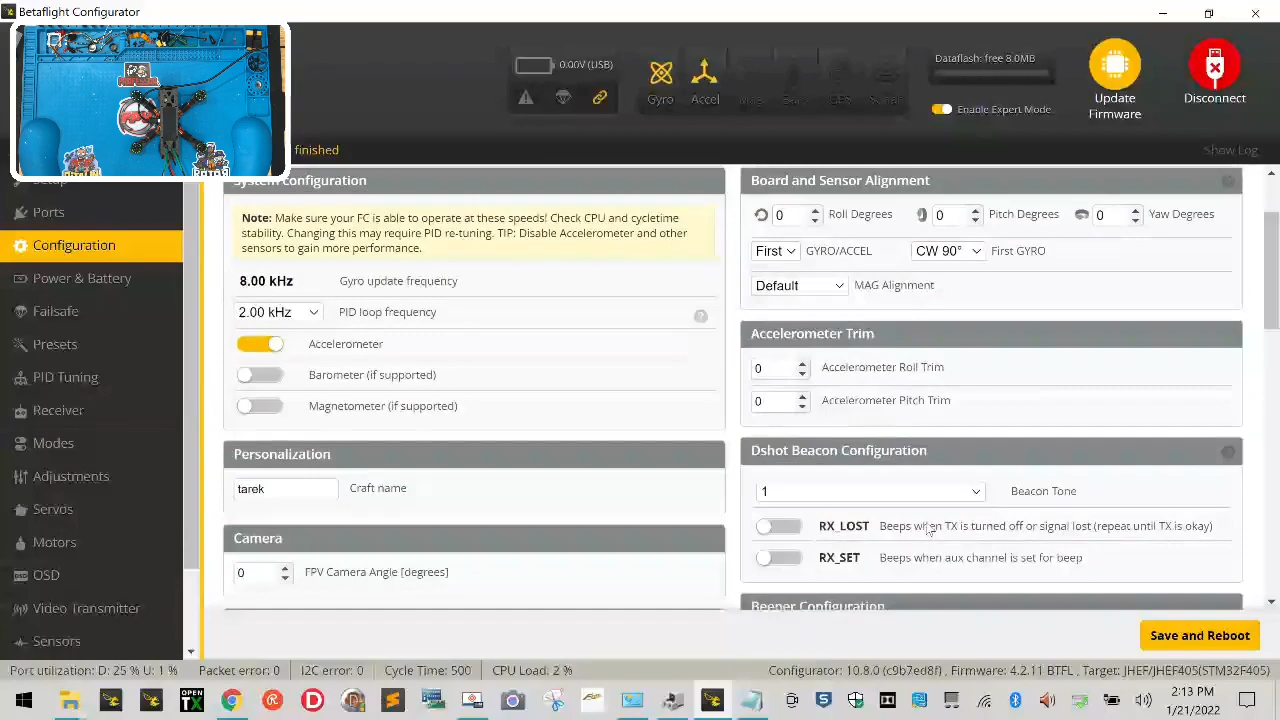 Betaflight Configurator
0.00V (USB)
Gyro
Accel
Dataflash: free 8.0MB
Enable Expert Mode
Update
Firmware
Disconnect
finished
Show Log
Setup
Ports
Configuration
Power & Battery
Failsafe
Presets
PID Tuning
Receiver
Modes
Adjustments
Servos
Motors
OSD
Video Transmitter
Sensors
System configuration
Note: Make sure your FC is able to operate at these speeds! Check CPU and cycletime
stability. Changing this may require PID re-tuning. TIP: Disable Accelerometer and other
sensors to gain more performance.
8.00 kHz Gyro update frequency
2.00 kHz PID loop frequency
Accelerometer
Barometer (if supported)
Magnetometer (if supported)
Personalization
tarek Craft name
Camera
0 FPV Camera Angle [degrees]
Board and Sensor Alignment
0 Roll Degrees 0 Pitch Degrees 0 Yaw Degrees
First GYRO/ACCEL CW 90° First GYRO
Default MAG Alignment
Accelerometer Trim
0 Accelerometer Roll Trim
0 Accelerometer Pitch Trim
Dshot Beacon Configuration
1 Beacon Tone
RX_LOST Beeps when TX is turned off or signal lost (repeat until TX is okay)
RX_SET Beeps when aux channel is set for beep
Beeper Configuration
Save and Reboot
Port utilization: D: 25 % U: 1 % Packet error: 0 I2C error: 0 Cycle Time: 500 CPU Load: 2 %
Configurator: 10.8.0 (c9b7ed8f), Firmware: 4.2.11 BTFL, Target: JHEF/JHEF405(STM32F405)
OPEN
TX
2:13 PM
1/21/2022